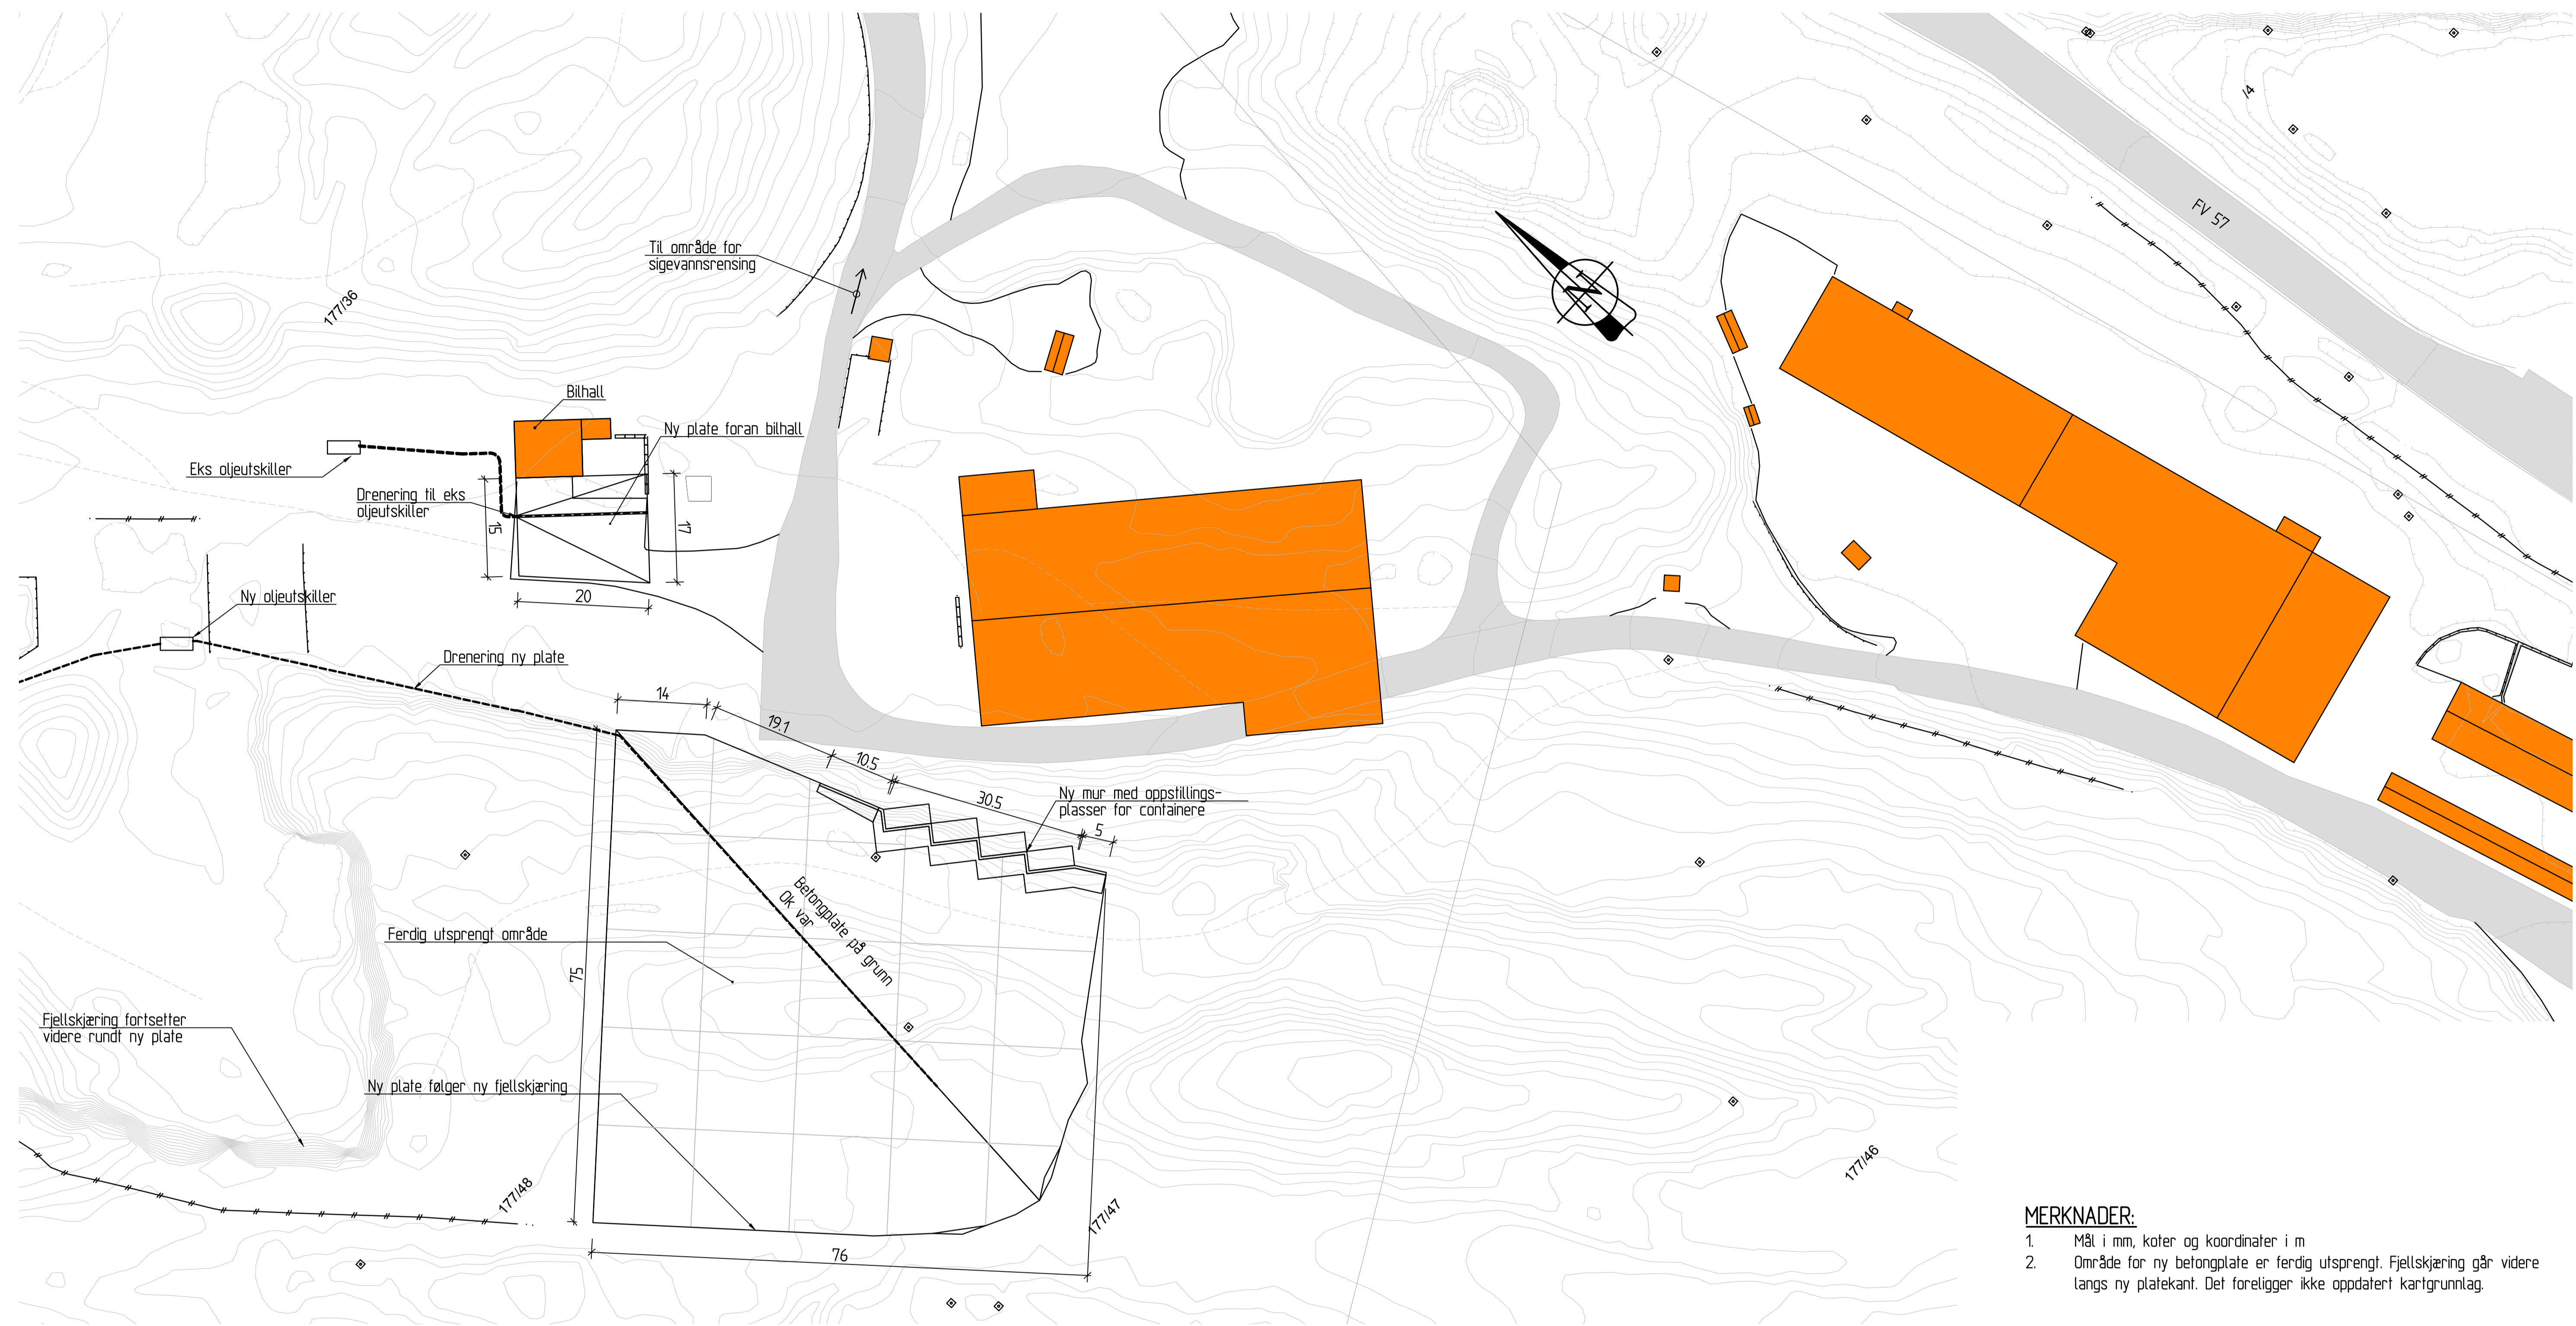 14
FV 57
Til område for
sigevannsrensing
N
177/36
Bilhall
Ny plate foran bilhall
Eks oljeutskiller
Drenering til eks
oljeutskiller
15
17
20
Ny oljeutskiller
Drenering ny plate
14
19.1
10.5
30.5
5
Ny mur med oppstillings-
plasser for containere
Betongplate på grunn
Ok var
Ferdig utsprengt område
75
Fjellskjæring fortsetter
videre rundt ny plate
Ny plate følger ny fjellskjæring
177/48
177/47
177/46
76
MERKNADER:
1. Mål i mm, koter og koordinater i m
2. Område for ny betongplate er ferdig utsprengt. Fjellskjæring går videre
langs ny platekant. Det foreligger ikke oppdatert kartgrunnlag.